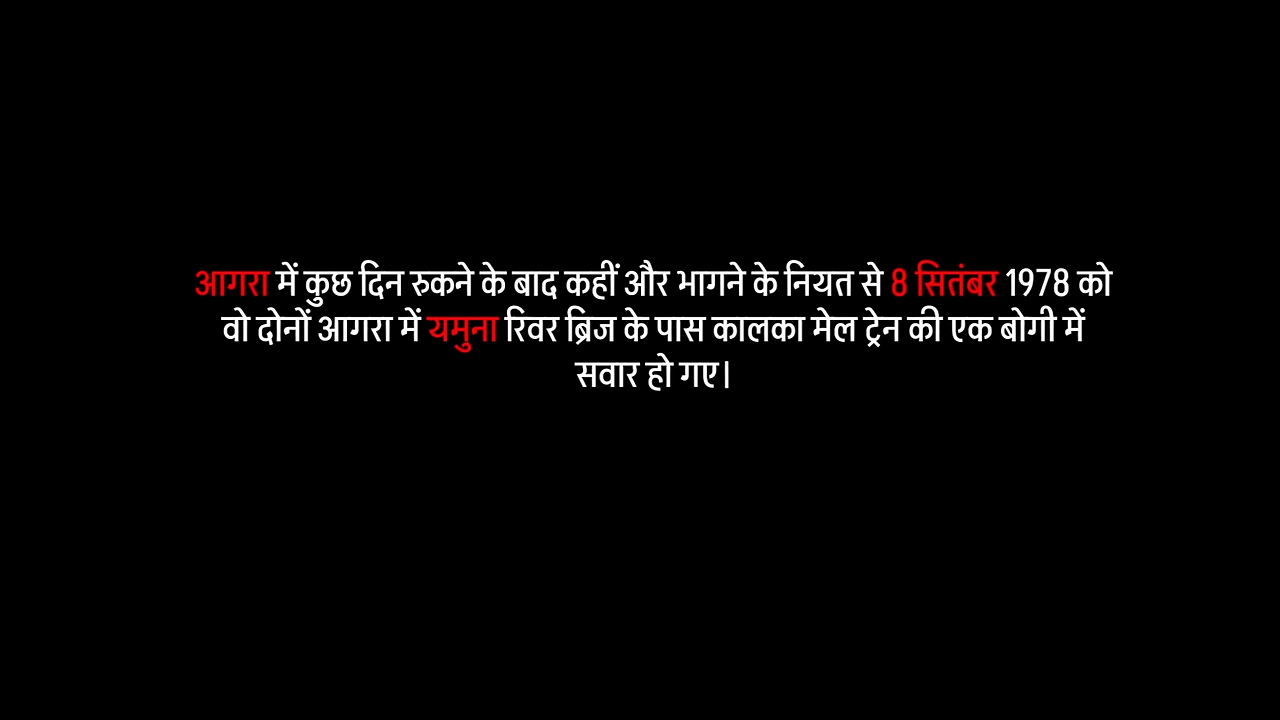 आगरा में कुछ दिन रुकने के बाद कहीं और भागने के नियत से 8 सितंबर 1978 को
वो दोनों आगरा में यमुना रिवर ब्रिज के पास कालका मेल ट्रेन की एक बोगी में
सवार हो गए।